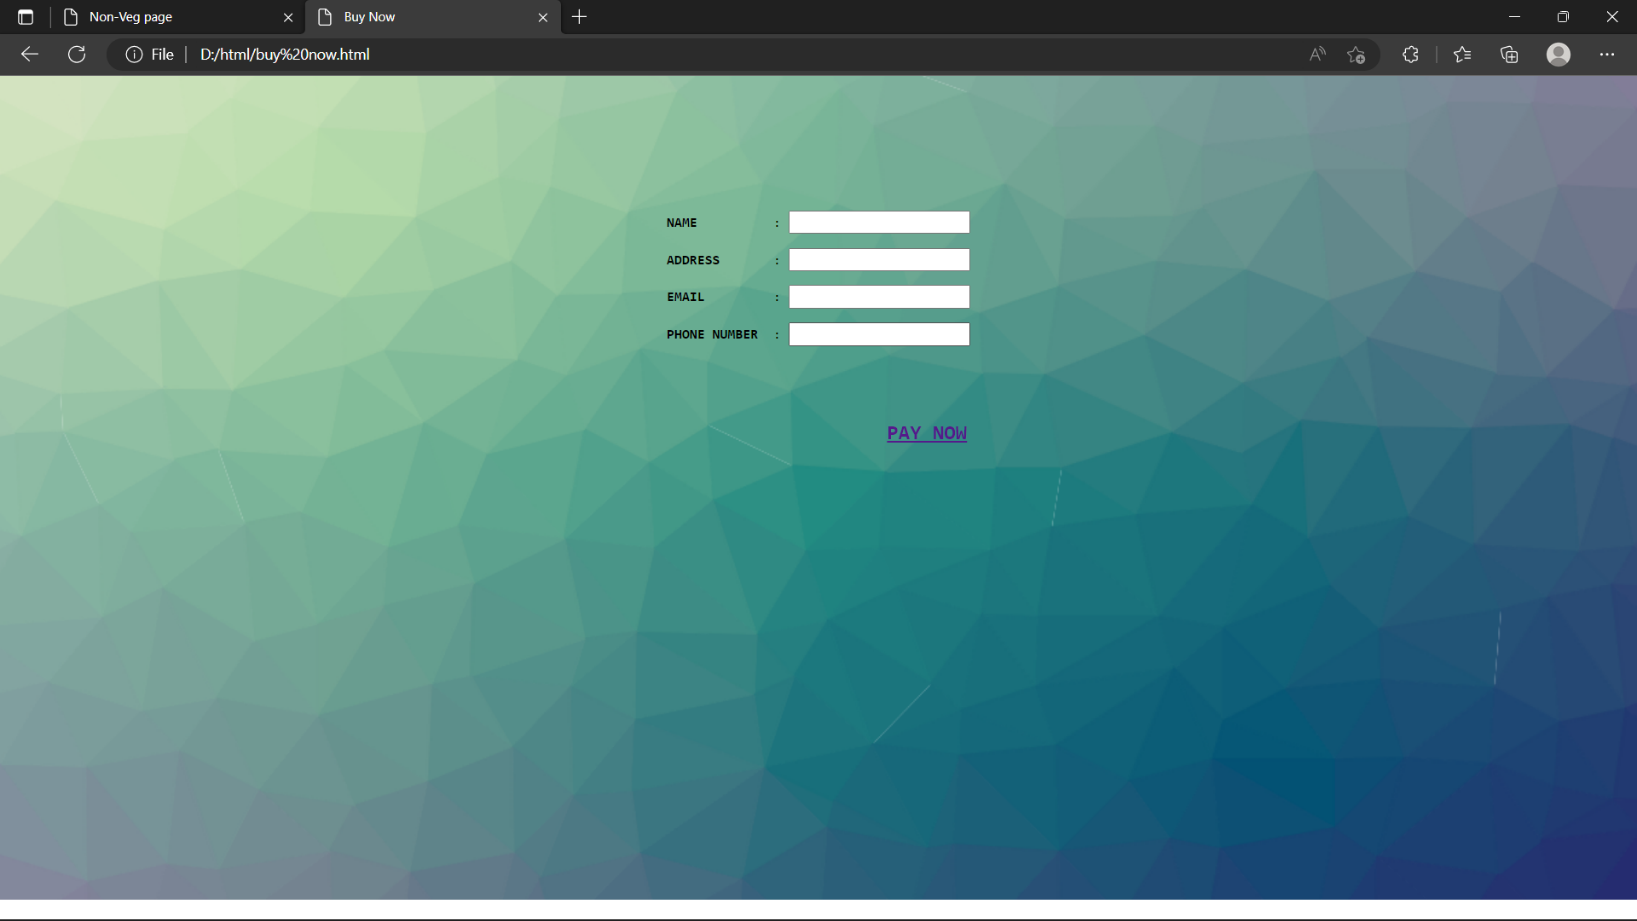 Non-Veg page
Buy Now
File D:/html/buy%20now.html
NAME :
ADDRESS :
EMAIL :
PHONE NUMBER :
PAY NOW